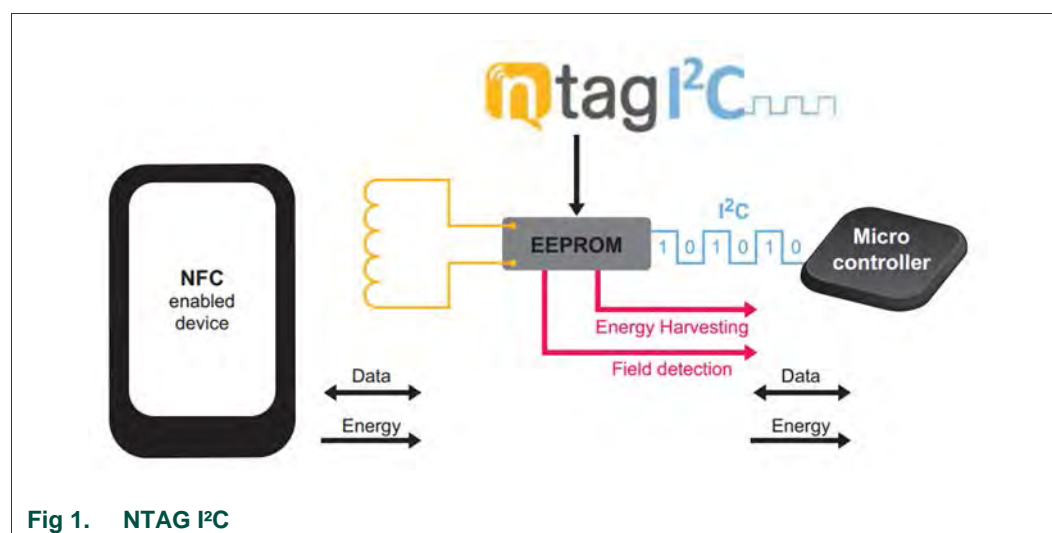 ntag I²C
I²C
1 0 1 0 1 0
EEPROM
Micro
controller
NFC
enabled
device
Energy Harvesting
Field detection
Data
Data
Energy
Energy
Fig 1. NTAG I²C